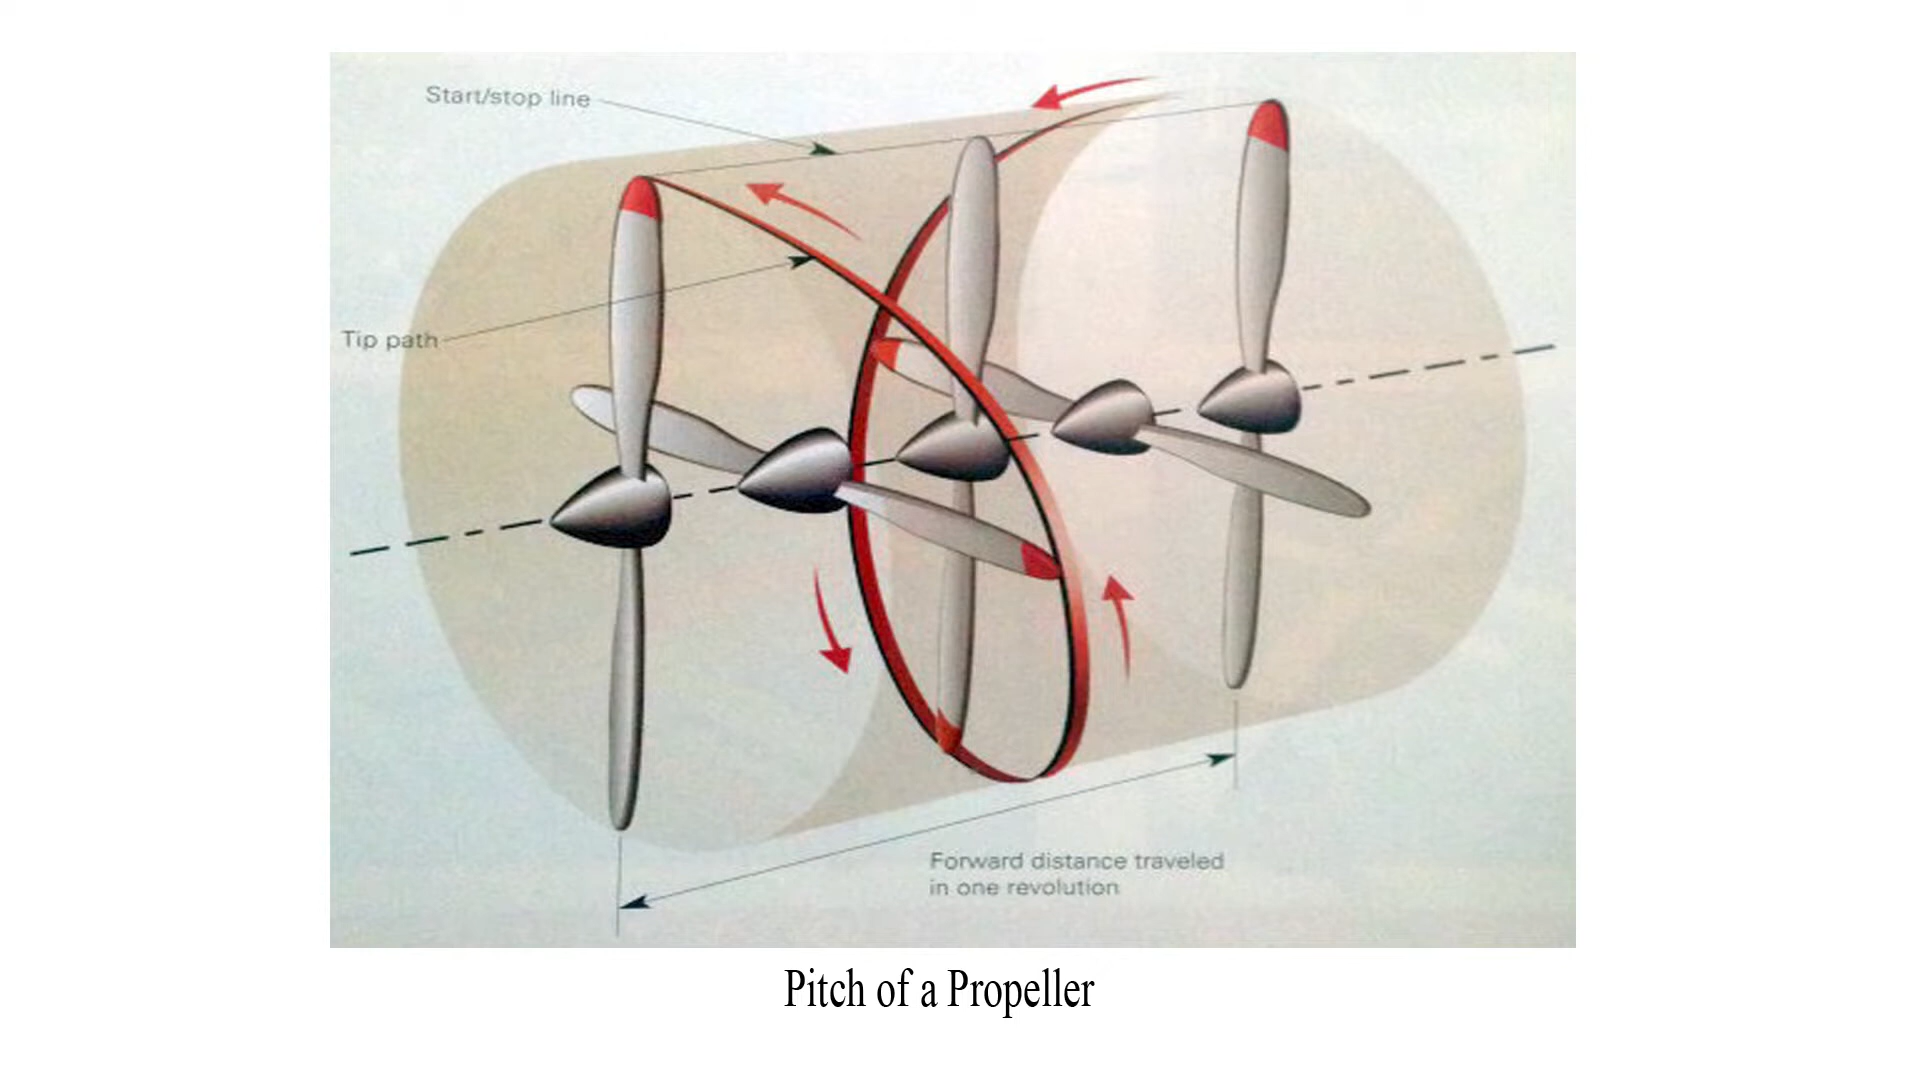 Start/stop line
Tip path
Forward distance traveled
in one revolution
Pitch of a Propeller